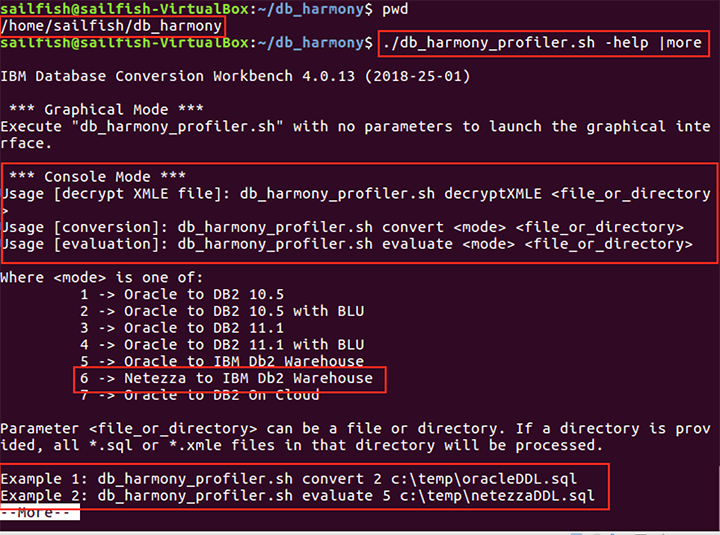 sailfish@sailfish-VirtualBox:~/db_harmony$ pwd
/home/sailfish/db_harmony
sailfish@sailfish-VirtualBox:~/db_harmony$ ./db_harmony_profiler.sh -help |more
IBM Database Conversion Workbench 4.0.13 (2018-25-01)
*** Graphical Mode ***
Execute "db_harmony_profiler.sh" with no parameters to launch the graphical inte
rface.
*** Console Mode ***
Usage [decrypt XMLE file]: db_harmony_profiler.sh decryptXMLE <file_or_directory
>
Usage [conversion]: db_harmony_profiler.sh convert <mode> <file_or_directory>
Usage [evaluation]: db_harmony_profiler.sh evaluate <mode> <file_or_directory>
Where <mode> is one of:
1 -> Oracle to DB2 10.5
2 -> Oracle to DB2 10.5 with BLU
3 -> Oracle to DB2 11.1
4 -> Oracle to DB2 11.1 with BLU
5 -> Oracle to IBM Db2 Warehouse
6 -> Netezza to IBM Db2 Warehouse
7 -> Oracle to DB2 On Cloud
Parameter <file_or_directory> can be a file or directory. If a directory is prov
ided, all *.sql or *.xmle files in that directory will be processed.
Example 1: db_harmony_profiler.sh convert 2 c:\temp\oracleDDL.sql
Example 2: db_harmony_profiler.sh evaluate 5 c:\temp\netezzaDDL.sql
--More--